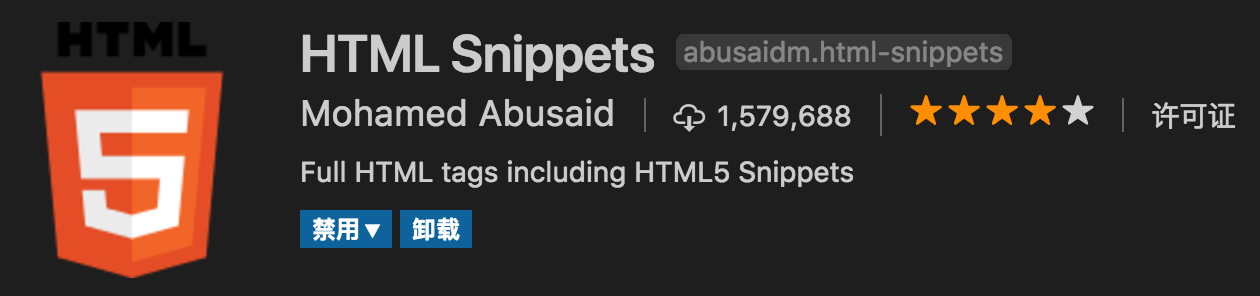 HTML
5
HTML Snippets abusaidm.html-snippets
Mohamed Abusaid 1,579,688 许可证
Full HTML tags including HTML5 Snippets
禁用 卸载